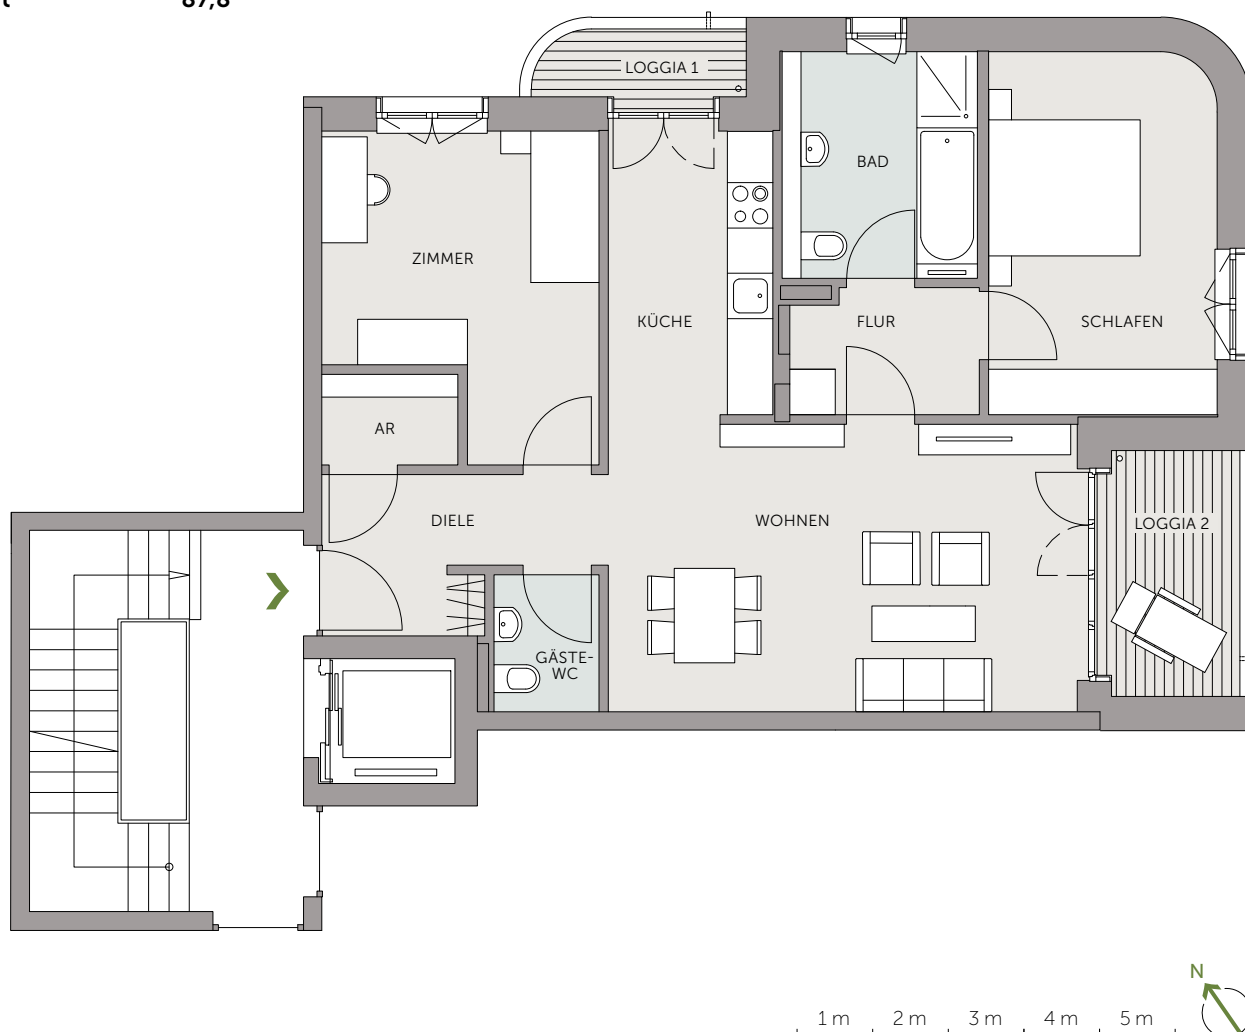 87,8
LOGGIA 1
BAD
ZIMMER
KÜCHE
FLUR
SCHLAFEN
AR
DIELE
WOHNEN
LOGGIA 2
GÄSTE-
WC
N
1 m 2 m 3 m 4 m 5 m